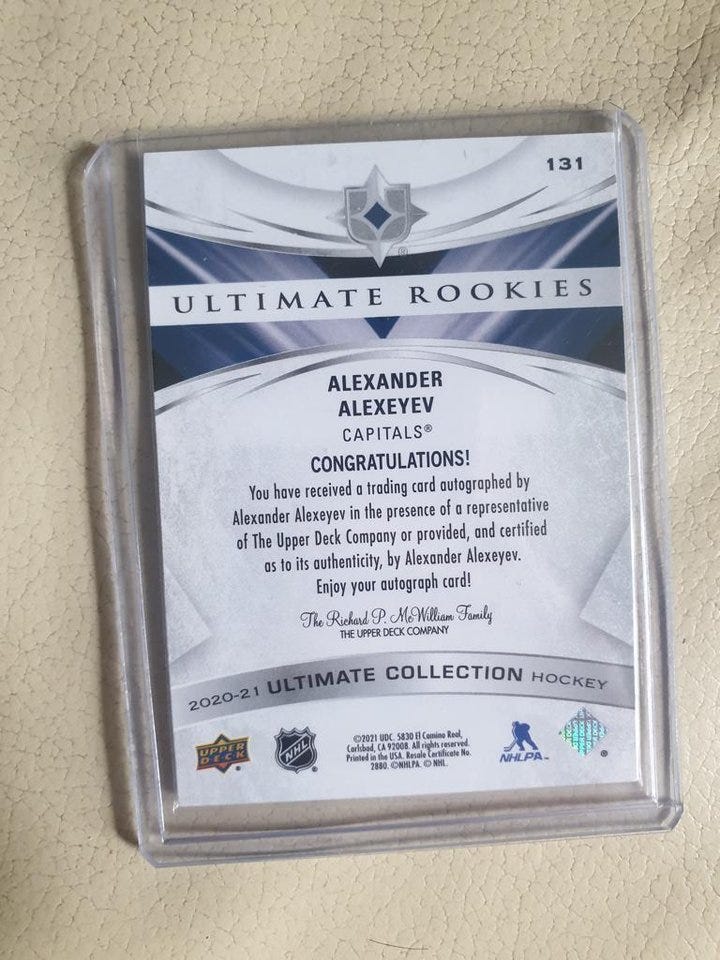 131
®
ULTIMATE ROOKIES
ALEXANDER
ALEXEYEV
CAPITALS®
CONGRATULATIONS!
You have received a trading card autographed by
Alexander Alexeyev in the presence of a representative
of The Upper Deck Company or provided, and certified
as to its authenticity, by Alexander Alexeyev.
Enjoy your autograph card!
The Richard P. McWilliam Family
THE UPPER DECK COMPANY
2020-21 ULTIMATE COLLECTION HOCKEY
UPPER
DECK
®
NHL
®
©2021 UDC. 5830 El Camino Real,
Carlsbad, CA 92008. All rights reserved.
Printed in the USA. Resale Certificate No.
2880. ©NHLPA. © NHL.
NHLPA™
®